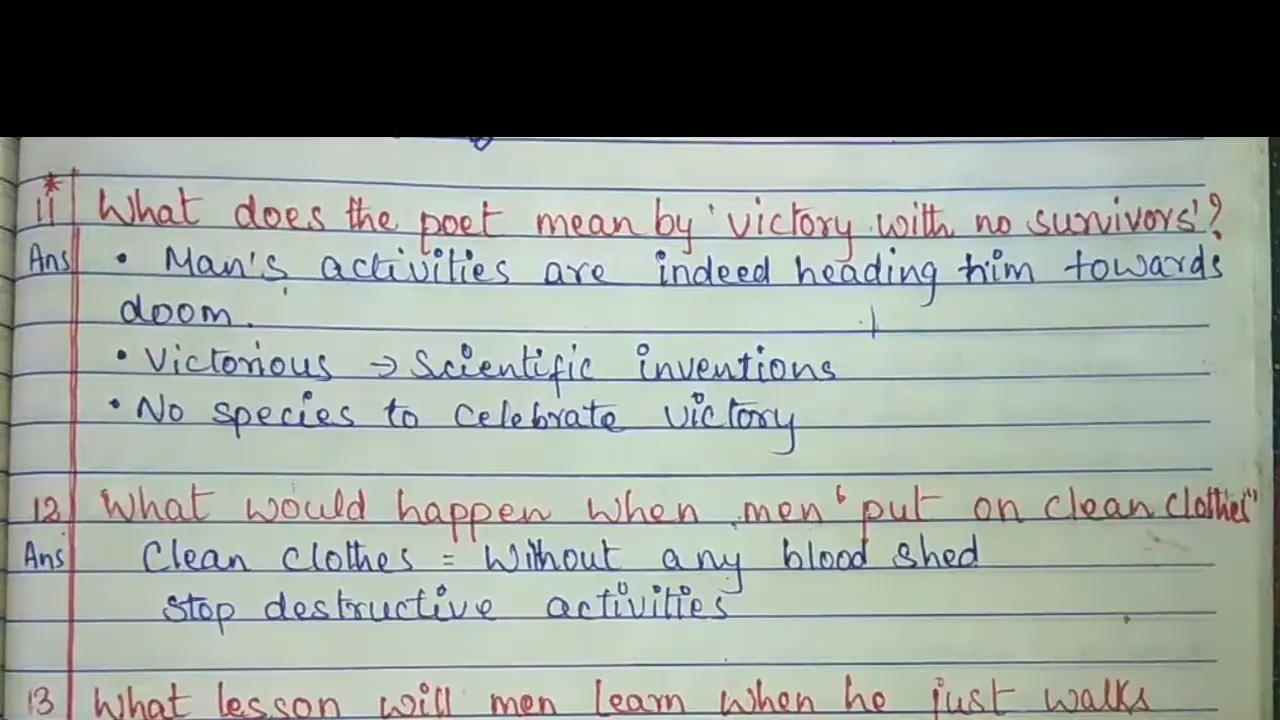 *
11 What does the poet mean by 'victory with no survivors'?
Ans • Man's activities are indeed heading him towards
doom.
• Victorious → Scientific inventions
• No species to celebrate victory
12 What would happen when men "put on clean clothes"
Ans Clean clothes = Without any blood shed
Stop destructive activities
13 What lesson will men learn when he just walks